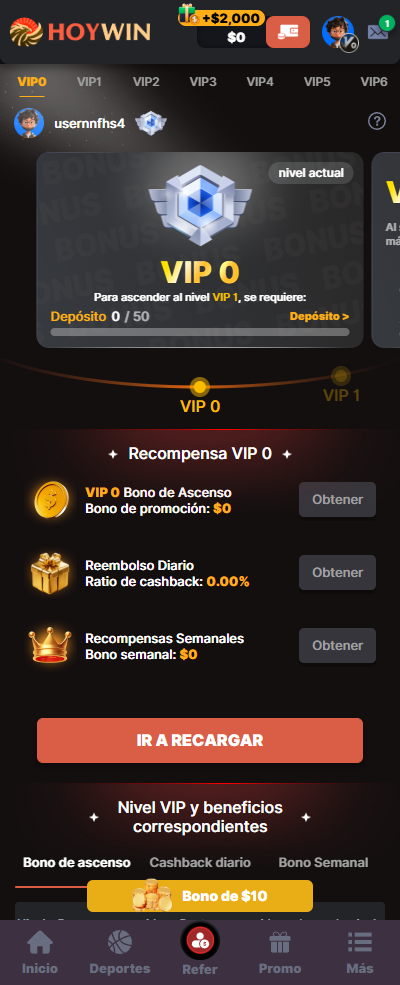 HOYWIN
+$2,000
$0
V0
1
VIP0 VIP1 VIP2 VIP3 VIP4 VIP5 VIP6
usernnfhs4
nivel actual
VIP 0
Para ascender al nivel VIP 1, se requiere:
Depósito 0 / 50
Depósito >
VIP 0
VIP 1
Recompensa VIP 0
VIP 0 Bono de Ascenso
Bono de promoción: $0
Obtener
Reembolso Diario
Ratio de cashback: 0.00%
Obtener
Recompensas Semanales
Bono semanal: $0
Obtener
IR A RECARGAR
Nivel VIP y beneficios
correspondientes
Bono de ascenso Cashback diario Bono Semanal
Bono de $10
Inicio Deportes Refer Promo Más